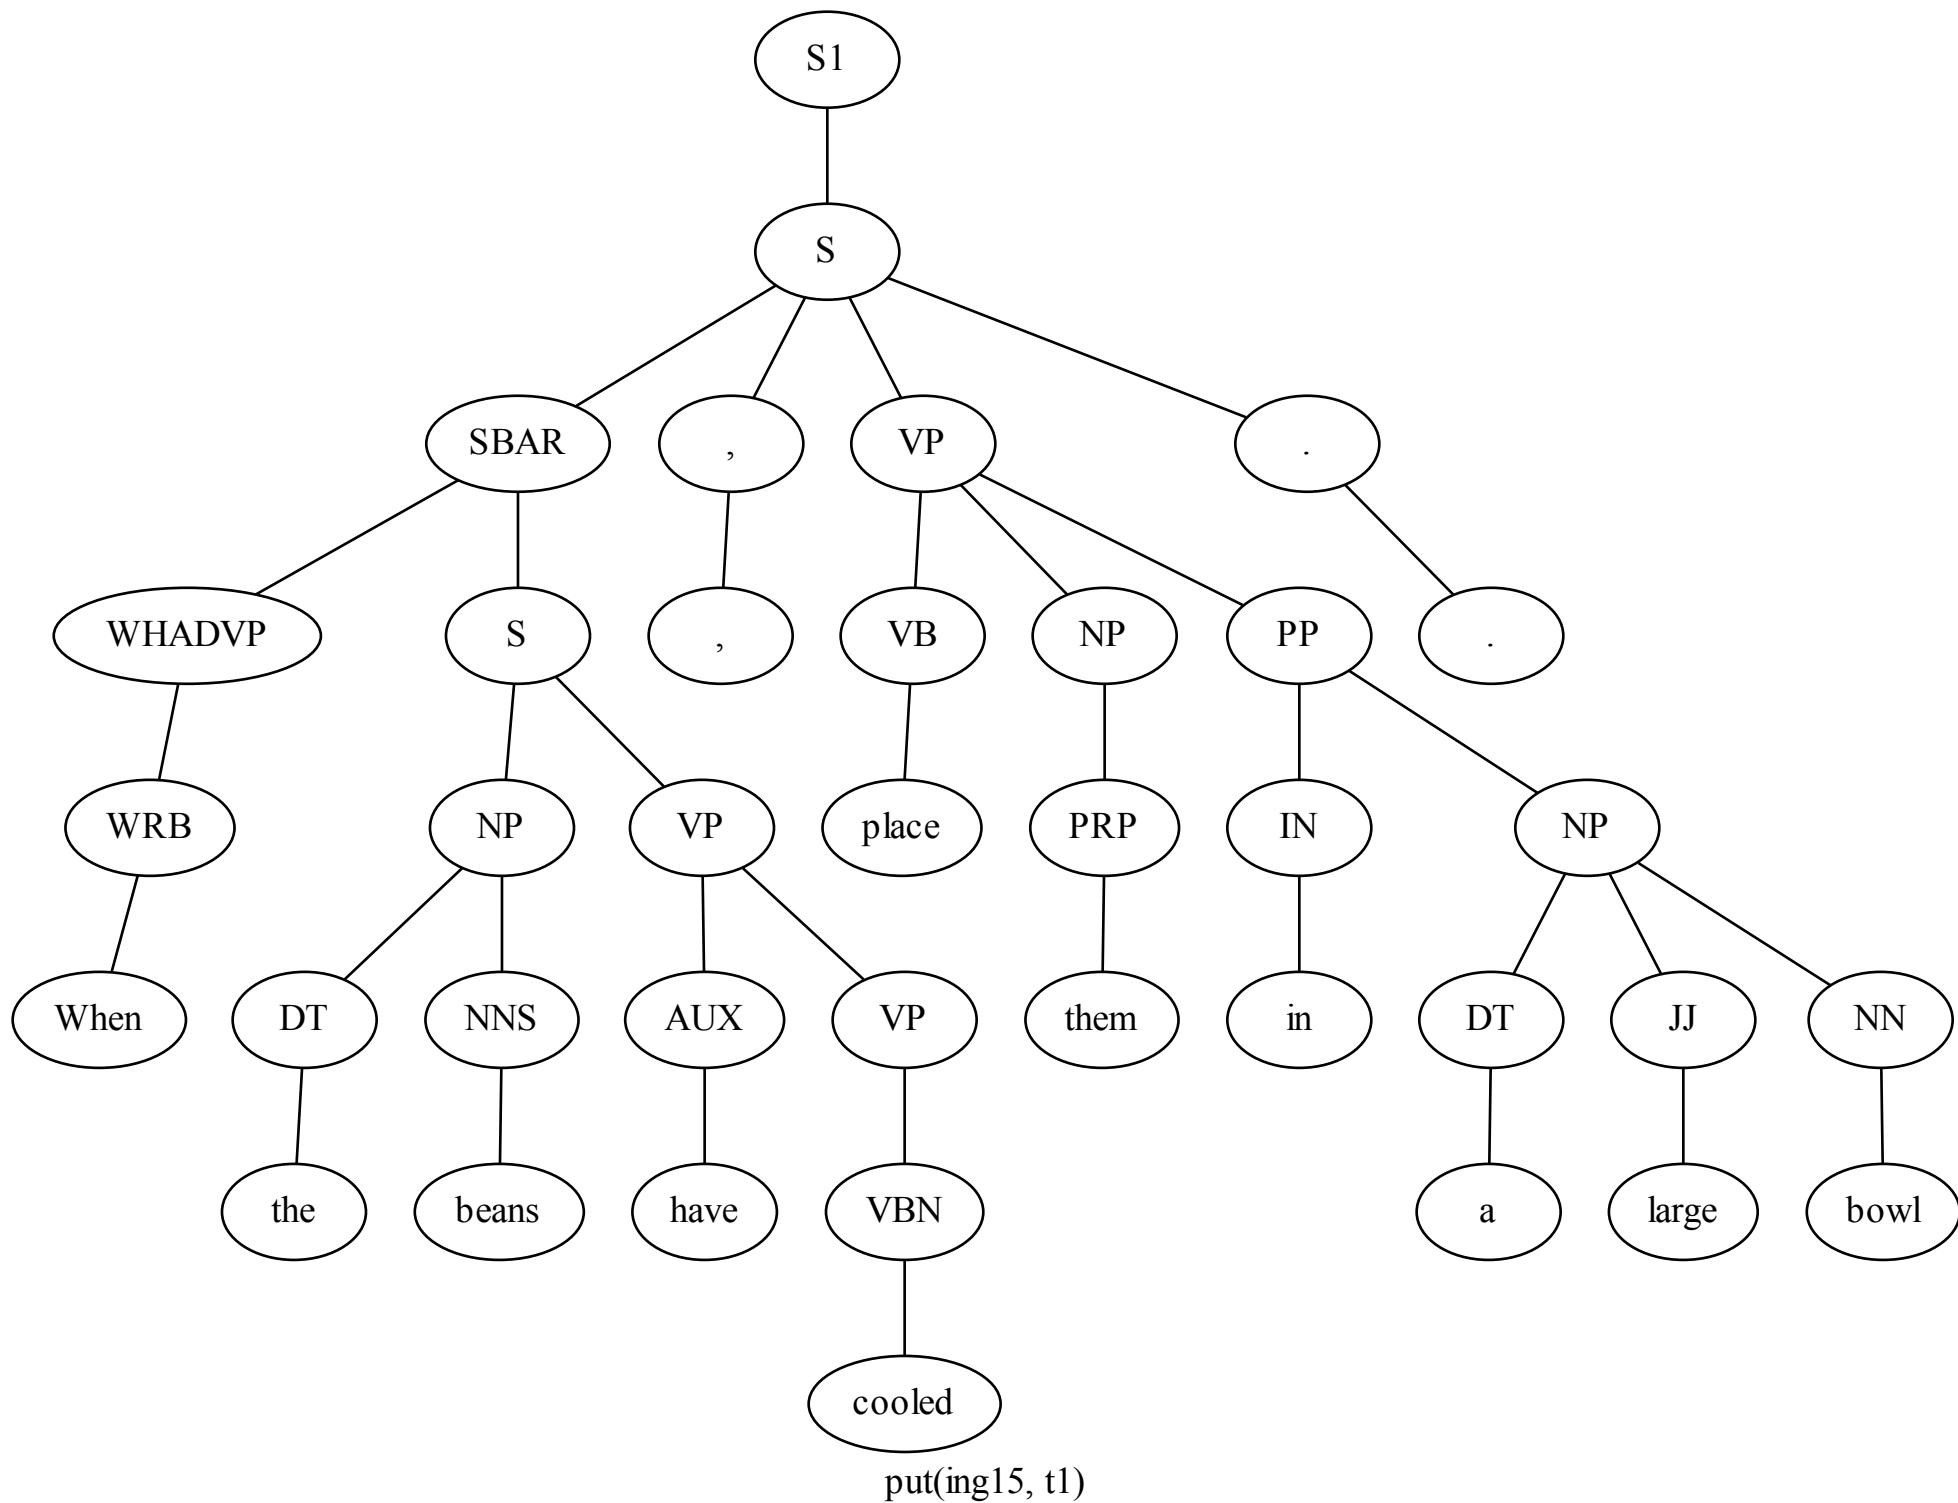 S1
S
SBAR , VP .
WHADVP S , VB NP PP .
WRB NP VP place PRP IN NP
When DT NNS AUX VP them in DT JJ NN
the beans have VBN a large bowl
cooled
put(ing15, t1)